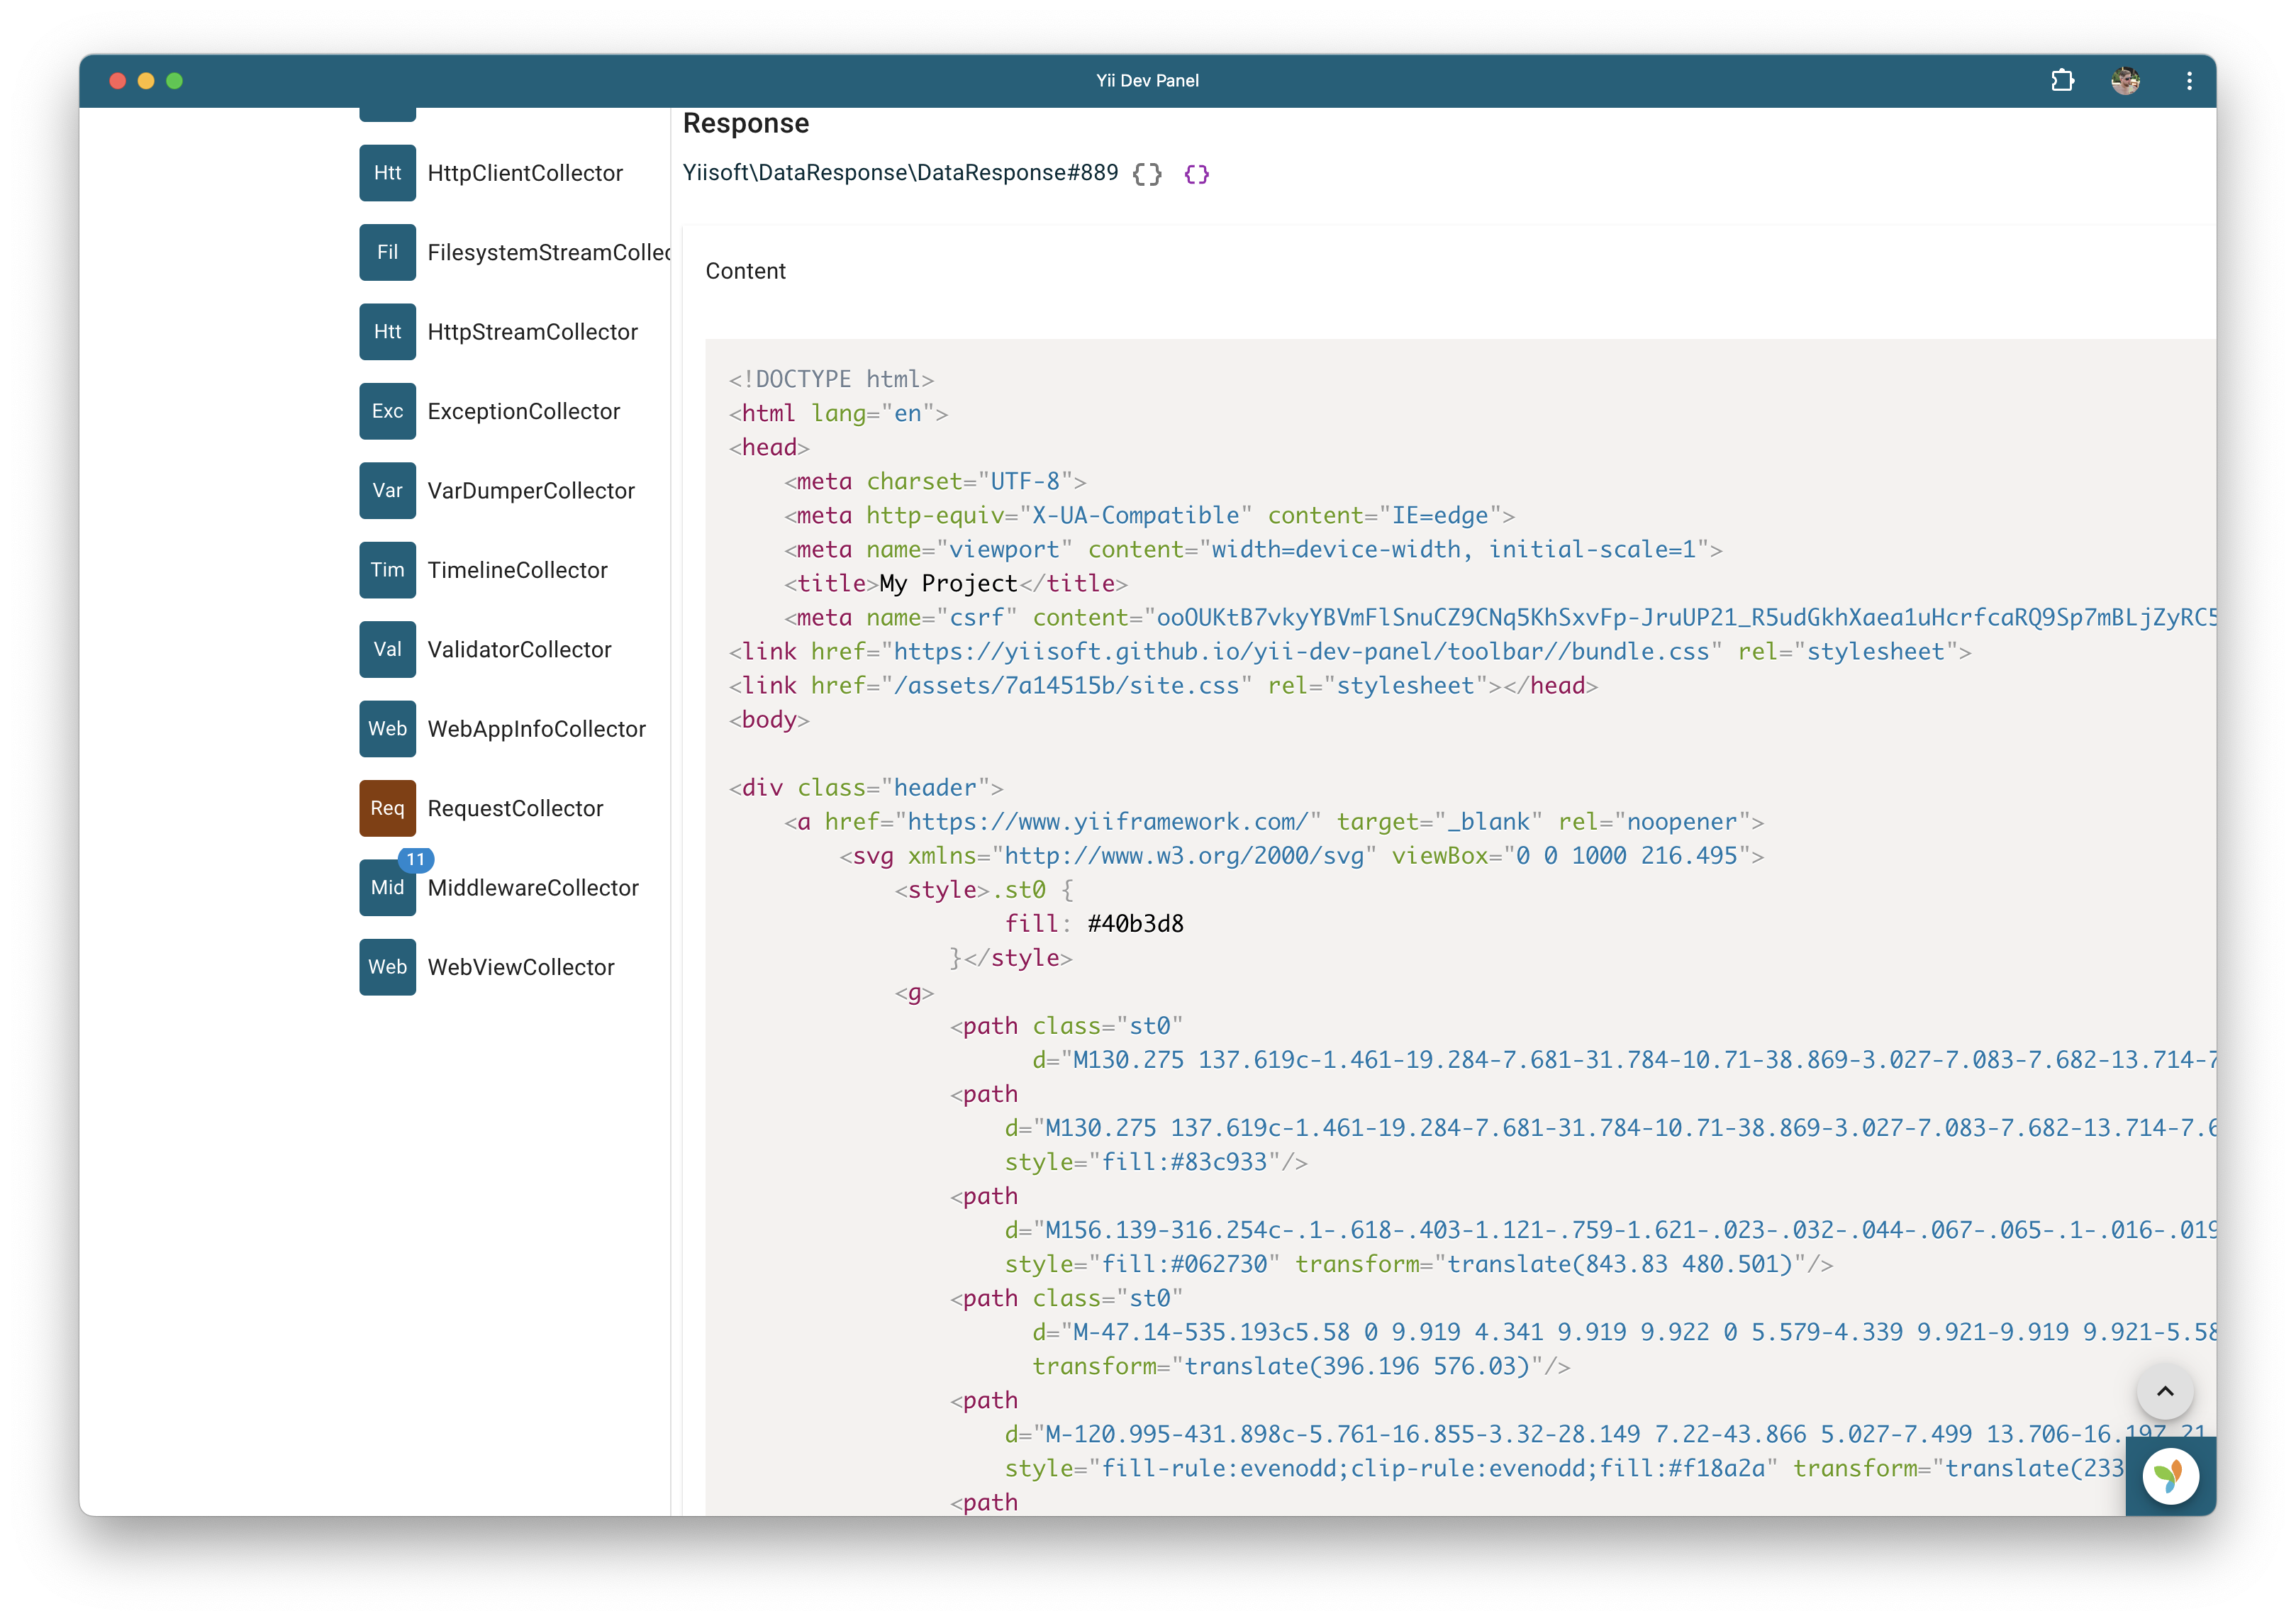 Yii Dev Panel
Htt HttpClientCollector
Fil FilesystemStreamCollec
Htt HttpStreamCollector
Exc ExceptionCollector
Var VarDumperCollector
Tim TimelineCollector
Val ValidatorCollector
Web WebAppInfoCollector
Req RequestCollector
11
Mid MiddlewareCollector
Web WebViewCollector
Response
Yiisoft\DataResponse\DataResponse#889 {} {}
Content
<!DOCTYPE html>
<html lang="en">
<head>
    <meta charset="UTF-8">
    <meta http-equiv="X-UA-Compatible" content="IE=edge">
    <meta name="viewport" content="width=device-width, initial-scale=1">
    <title>My Project</title>
    <meta name="csrf" content="ooOUKtB7vkyYBVmFlSnuCZ9CNq5KhSxvFp-JruUP21_R5udGkhXaea1uHcrfcaRQ9Sp7mBLjZyRC5
<link href="https://yiisoft.github.io/yii-dev-panel/toolbar//bundle.css" rel="stylesheet">
<link href="/assets/7a14515b/site.css" rel="stylesheet"></head>
<body>
<div class="header">
    <a href="https://www.yiiframework.com/" target="_blank" rel="noopener">
        <svg xmlns="http://www.w3.org/2000/svg" viewBox="0 0 1000 216.495">
            <style>.st0 {
                    fill: #40b3d8
                }</style>
            <g>
                <path class="st0"
                      d="M130.275 137.619c-1.461-19.284-7.681-31.784-10.71-38.869-3.027-7.083-7.682-13.714-7
                <path
                    d="M130.275 137.619c-1.461-19.284-7.681-31.784-10.71-38.869-3.027-7.083-7.682-13.714-7.6
                    style="fill:#83c933"/>
                <path
                    d="M156.139-316.254c-.1-.618-.403-1.121-.759-1.621-.023-.032-.044-.067-.065-.1-.016-.019
                    style="fill:#062730" transform="translate(843.83 480.501)"/>
                <path class="st0"
                      d="M-47.14-535.193c5.58 0 9.919 4.341 9.919 9.922 0 5.579-4.339 9.921-9.919 9.921-5.58
                      transform="translate(396.196 576.03)"/>
                <path
                    d="M-120.995-431.898c-5.761-16.855-3.32-28.149 7.22-43.866 5.027-7.499 13.706-16.197 21
                    style="fill-rule:evenodd;clip-rule:evenodd;fill:#f18a2a" transform="translate(233
                <path